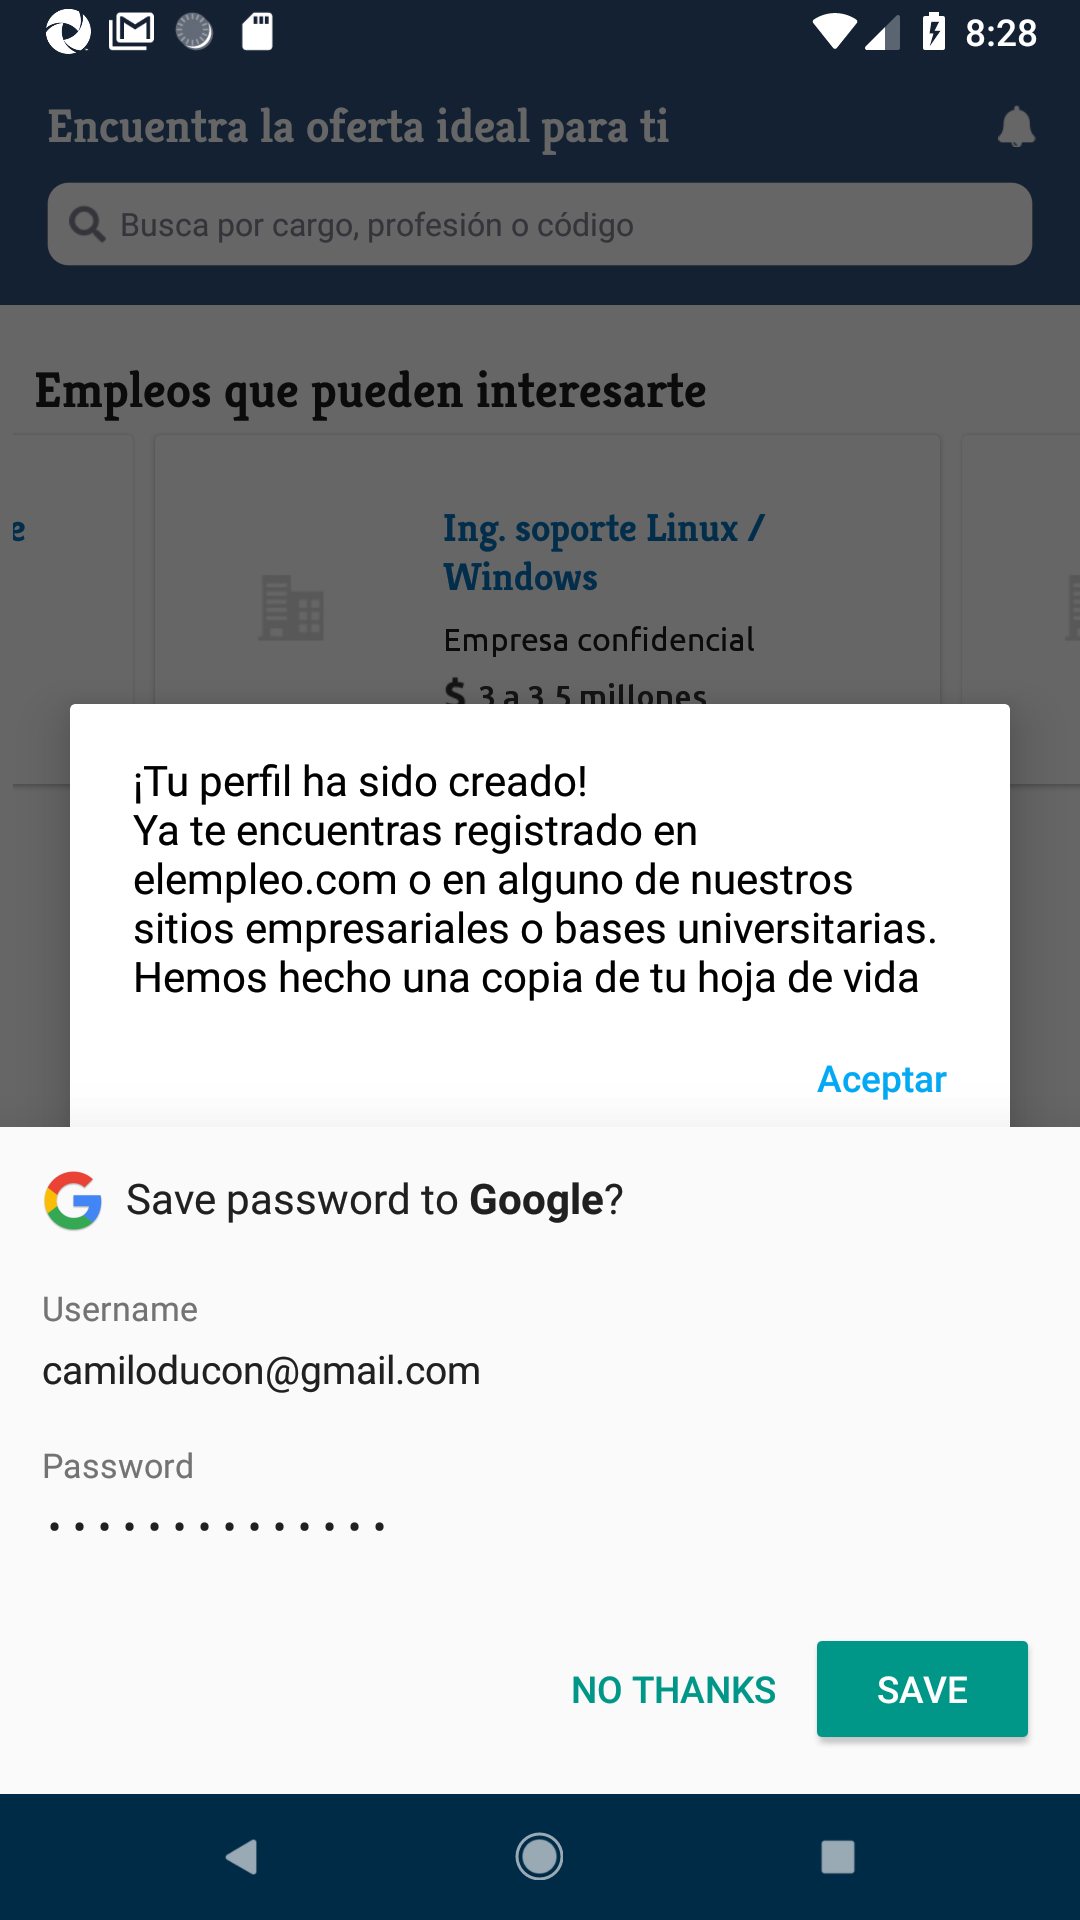 8:28
Encuentra la oferta ideal para ti
Busca por cargo, profesión o código
Empleos que pueden interesarte
e
Ing. soporte Linux /
Windows
Empresa confidencial
$ 3 a 3.5 millones
¡Tu perfil ha sido creado!
Ya te encuentras registrado en
elempleo.com o en alguno de nuestros
sitios empresariales o bases universitarias.
Hemos hecho una copia de tu hoja de vida
Aceptar
Save password to Google?
Username
camiloducon@gmail.com
Password
••••••••••••••
NO THANKS
SAVE